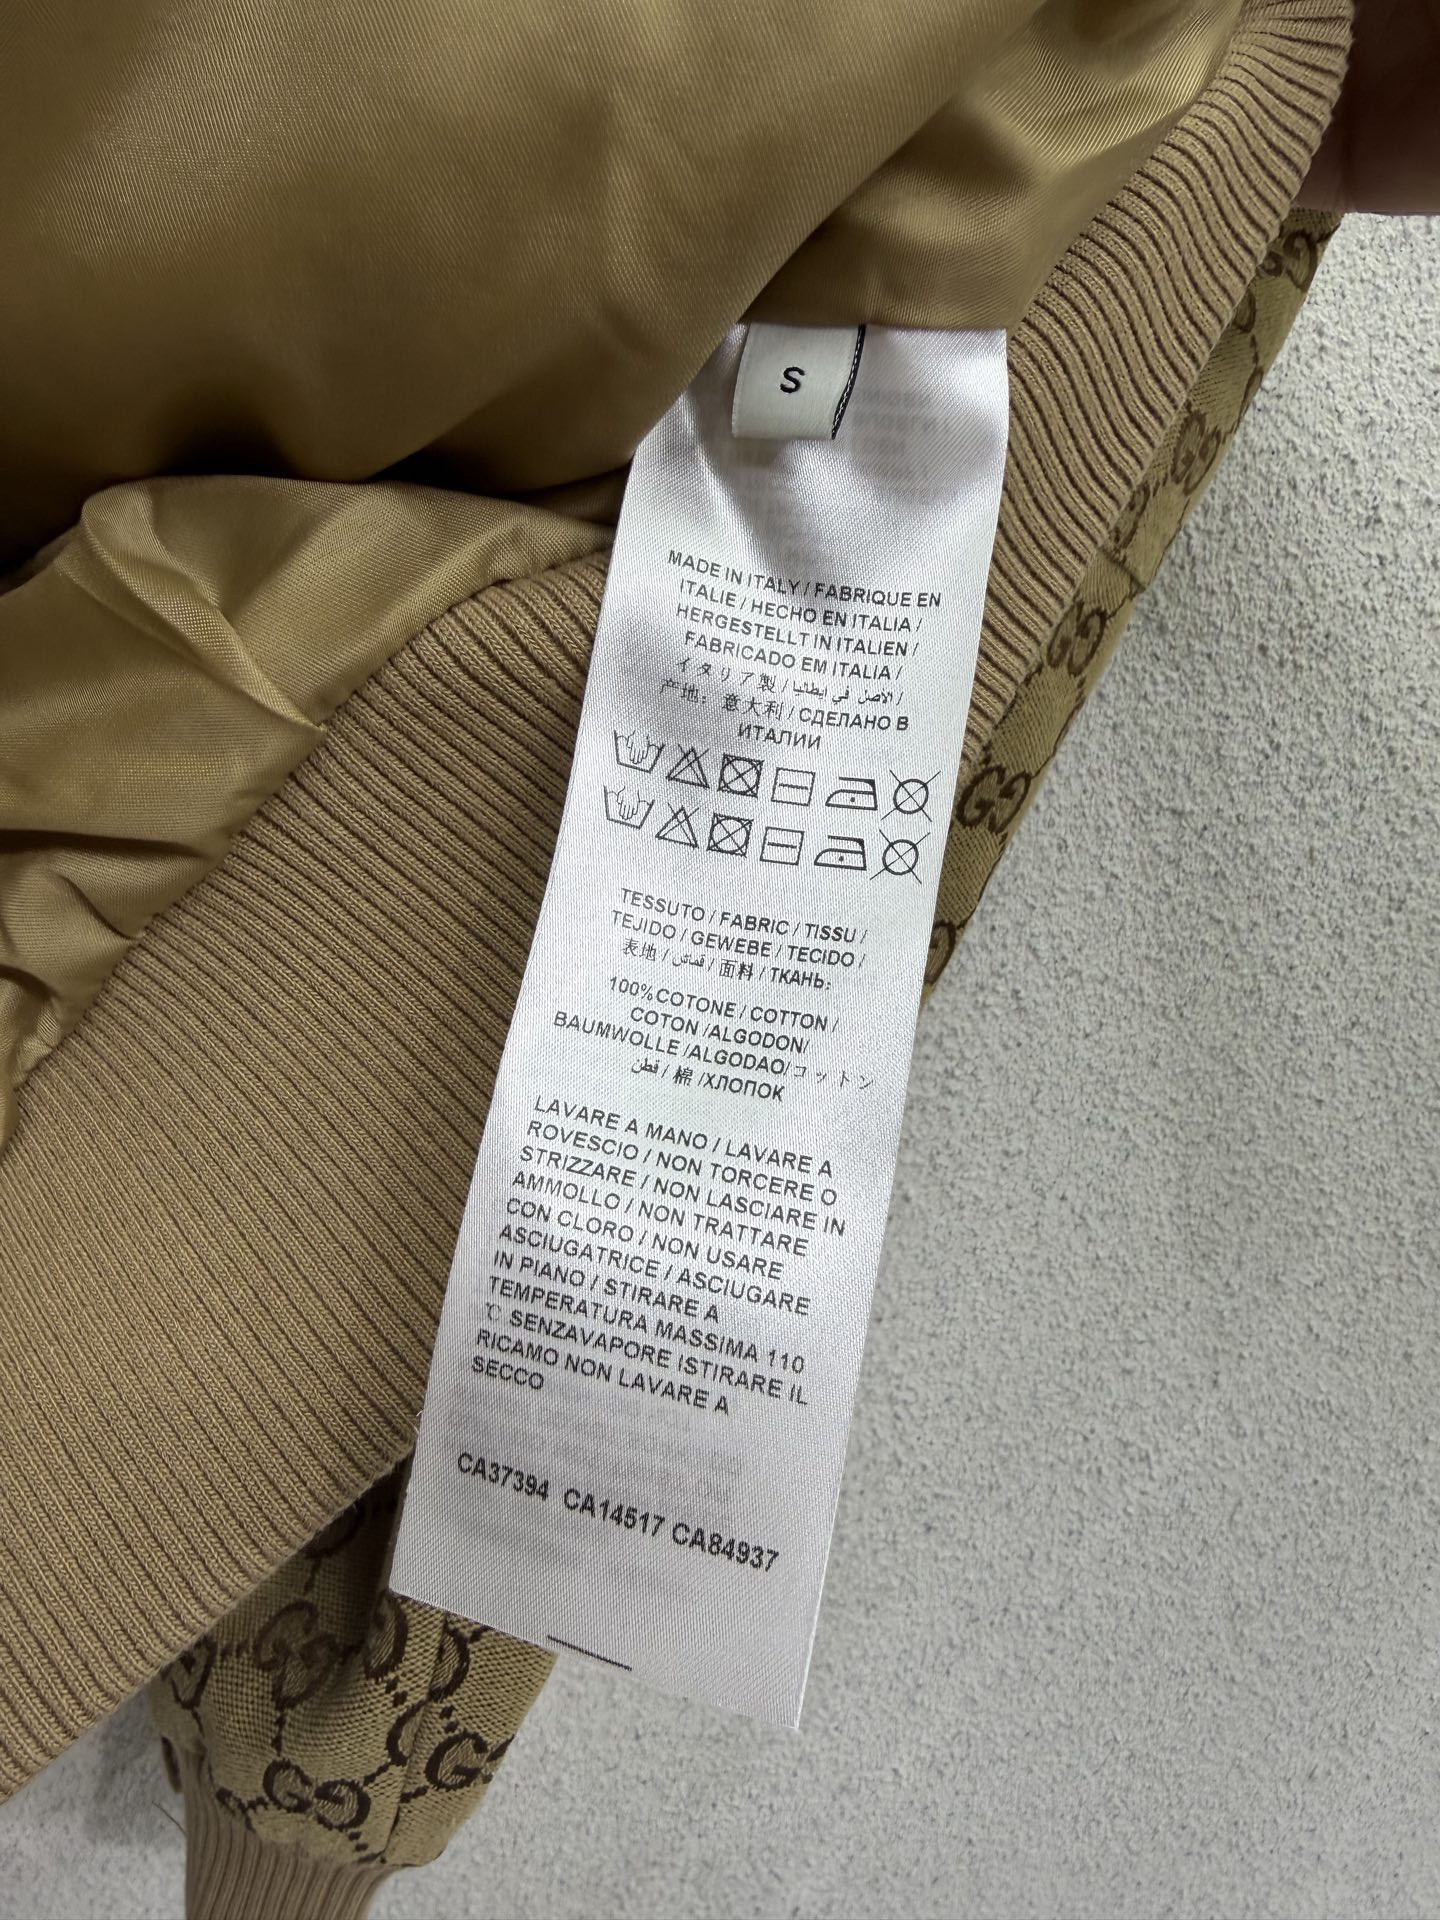 S
MADE IN ITALY / FABRIQUE EN
ITALIE / HECHO EN ITALIA /
HERGESTELLT IN ITALIEN /
FABRICADO EM ITALIA /
イタリア製 / الاصل في ايطاليا /
产地：意大利 / СДЕЛАНО В
ИТАЛИИ
TESSUTO / FABRIC / TISSU /
TEJIDO / GEWEBE / TECIDO /
表地 / قماش / 面料 / ТКАНЬ:
100%COTONE / COTTON /
COTON /ALGODON/
BAUMWOLLE /ALGODAO/コットン
قطن / 棉 /ХЛОПОК
LAVARE A MANO / LAVARE A
ROVESCIO / NON TORCERE O
STRIZZARE / NON LASCIARE IN
AMMOLLO / NON TRATTARE
CON CLORO / NON USARE
ASCIUGATRICE / ASCIUGARE
IN PIANO / STIRARE A
TEMPERATURA MASSIMA 110
℃ SENZAVAPORE ISTIRARE IL
RICAMO NON LAVARE A
SECCO
CA37394 CA14517 CA84937